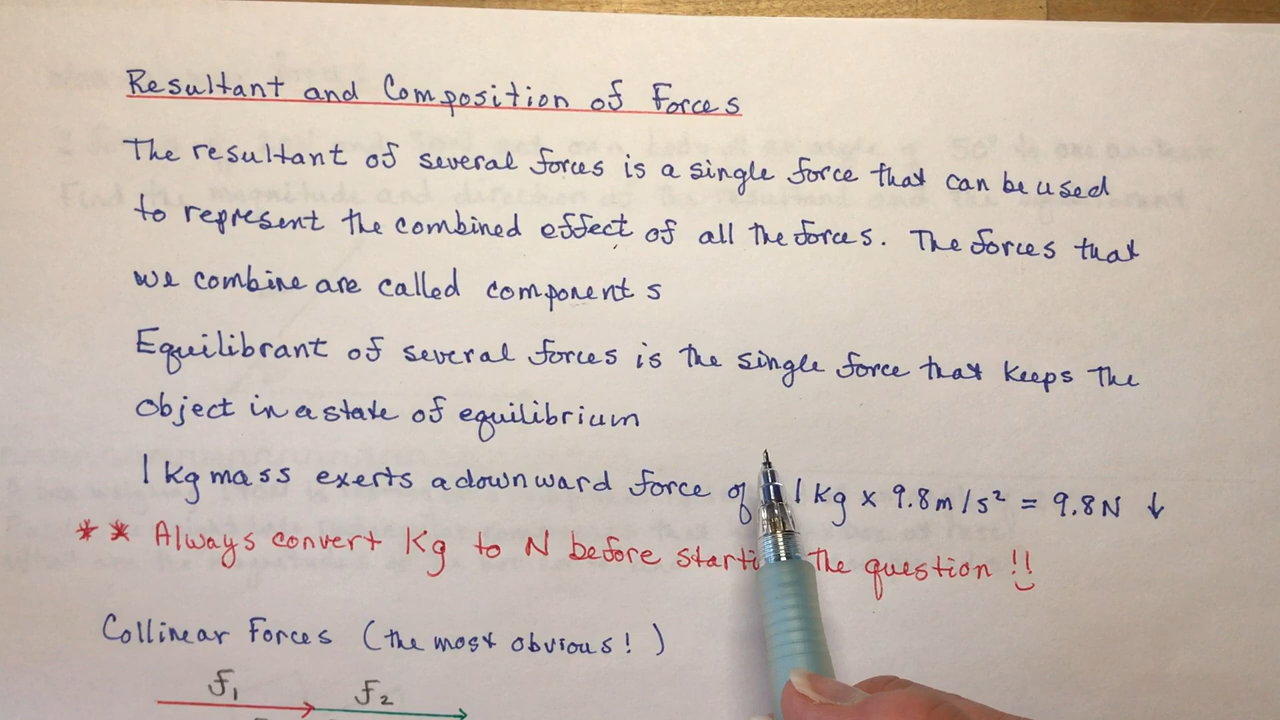 Resultant and Composition of Forces
The resultant of several forces is a single force that can be used
to represent the combined effect of all the forces. The forces that
we combine are called components
Equilibrant of several forces is the single force that keeps the
object in a state of equilibrium
1 kg mass exerts a downward force of 1 kg × 9.8 m/s² = 9.8 N ↓
** Always convert Kg to N before starti the question !!
Collinear Forces (the most obvious!)
f₁ f₂